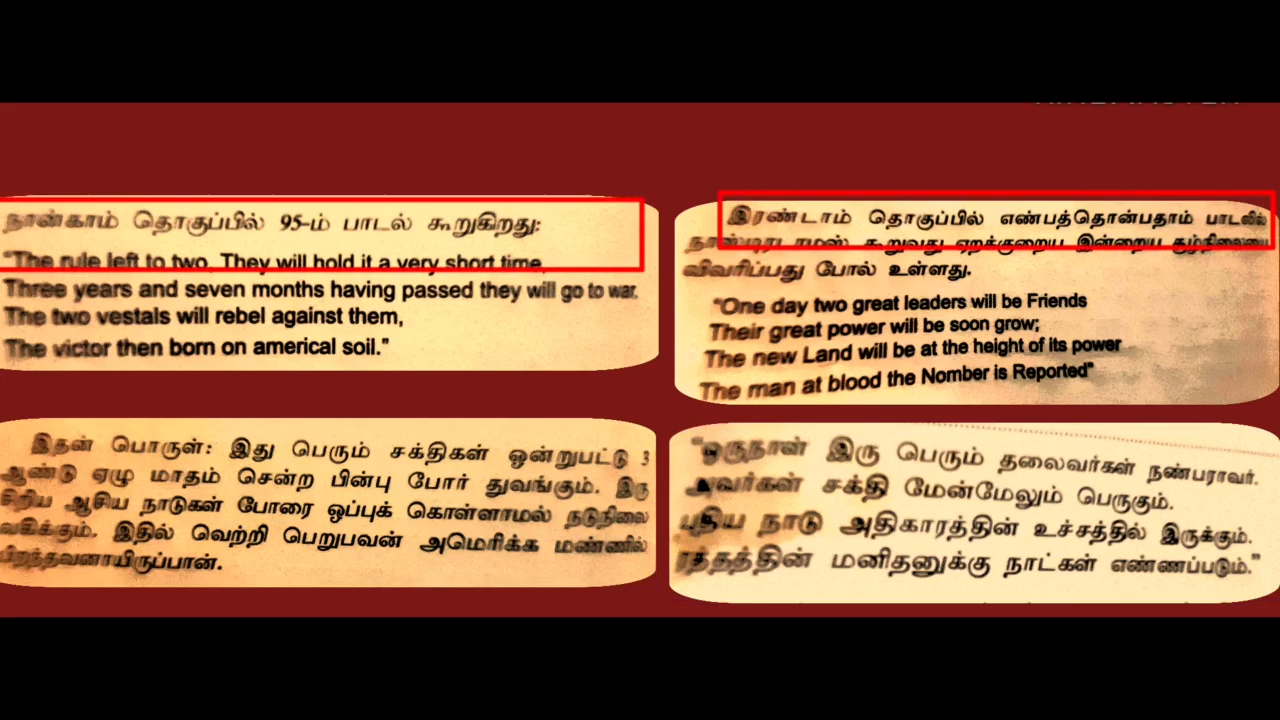 நான்காம் தொகுப்பில் 95-ம் பாடல் கூறுகிறது:
"The rule left to two. They will hold it a very short time,
Three years and seven months having passed they will go to war.
The two vestals will rebel against them,
The victor then born on americal soil."
இரண்டாம் தொகுப்பில் எண்பத்தொன்பதாம் பாடலில்
கூறுவது ஏறக்குறைய இன்றைய சூழ்நிலையை
விவரிப்பது போல் உள்ளது.
"One day two great leaders will be Friends
Their great power will be soon grow;
The new Land will be at the height of its power
The man at blood the Nomber is Reported"
இதன் பொருள்: இது பெரும் சக்திகள் ஒன்றுபட்டு 3
ஆண்டு ஏழு மாதம் சென்ற பின்பு போர் துவங்கும். இரு
சிறிய ஆசிய நாடுகள் போரை ஒப்புக் கொள்ளாமல் நடுநிலை
வகிக்கும். இதில் வெற்றி பெறுபவன் அமெரிக்க மண்ணில்
பிறந்தவனாயிருப்பான்.
"ஒருநாள் இரு பெரும் தலைவர்கள் நண்பராவர்.
அவர்கள் சக்தி மேன்மேலும் பெருகும்.
புதிய நாடு அதிகாரத்தின் உச்சத்தில் இருக்கும்.
ரத்தத்தின் மனிதனுக்கு நாட்கள் எண்ணப்படும்."